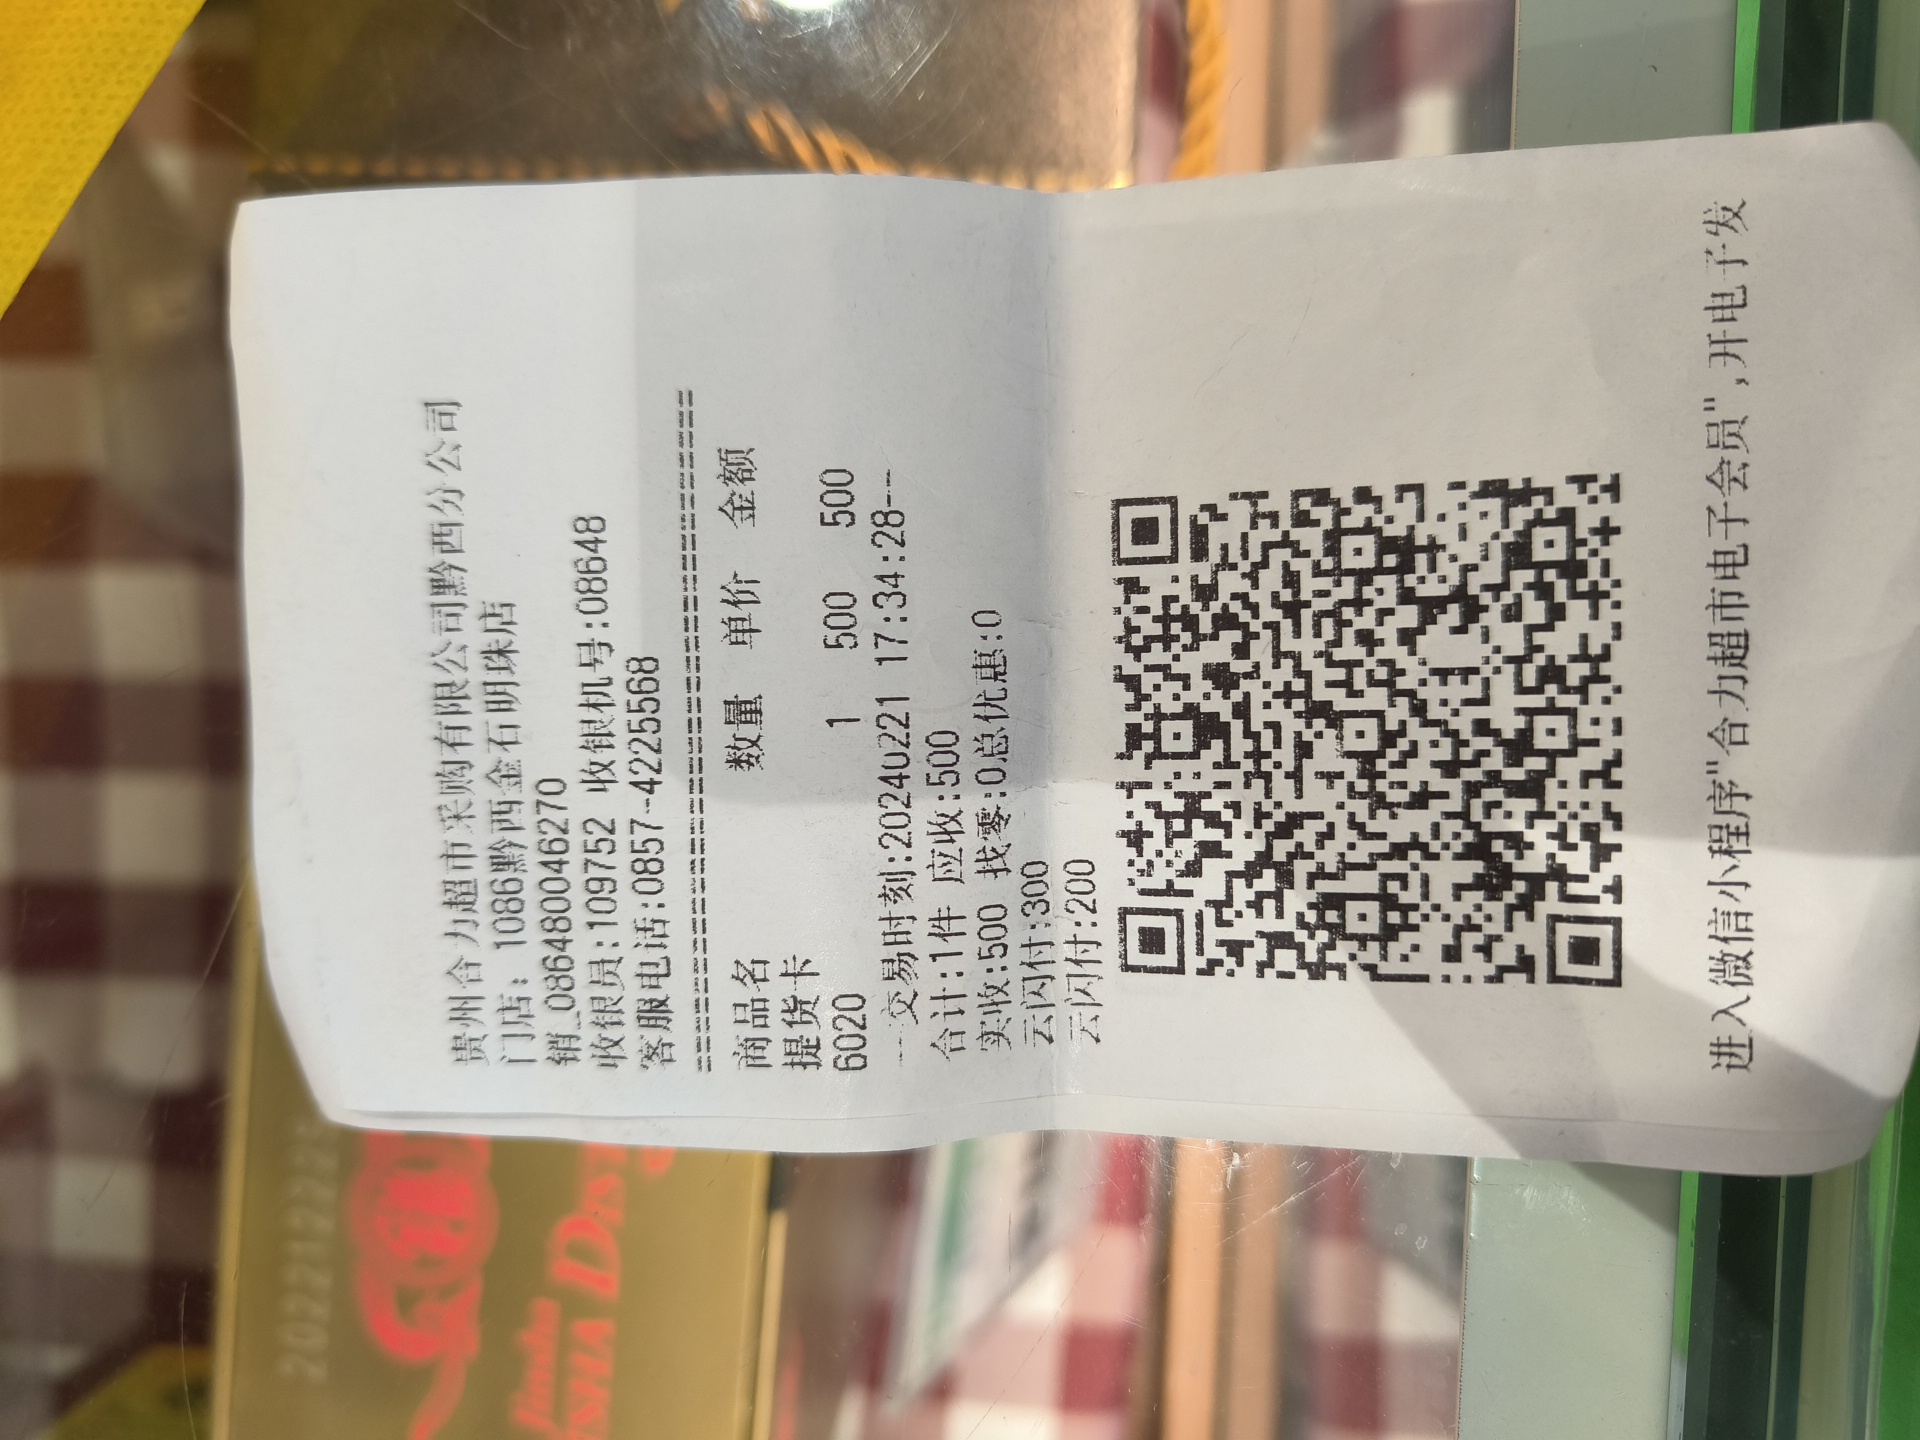 贵州合力超市采购有限公司黔西分公司
门店: 1086黔西金石明珠店
销_086480046270
收银员:109752 收银机号:08648
客服电话:0857-4225568
商品名 数量 单价 金额
提货卡
6020 1 500 500
---交易时刻:20240221 17:34:28--
合计:1件 应收:500
实收:500 找零:0总优惠:0
云闪付:300
云闪付:200
进入微信小程序"合力超市电子会员",开电子发
20221222